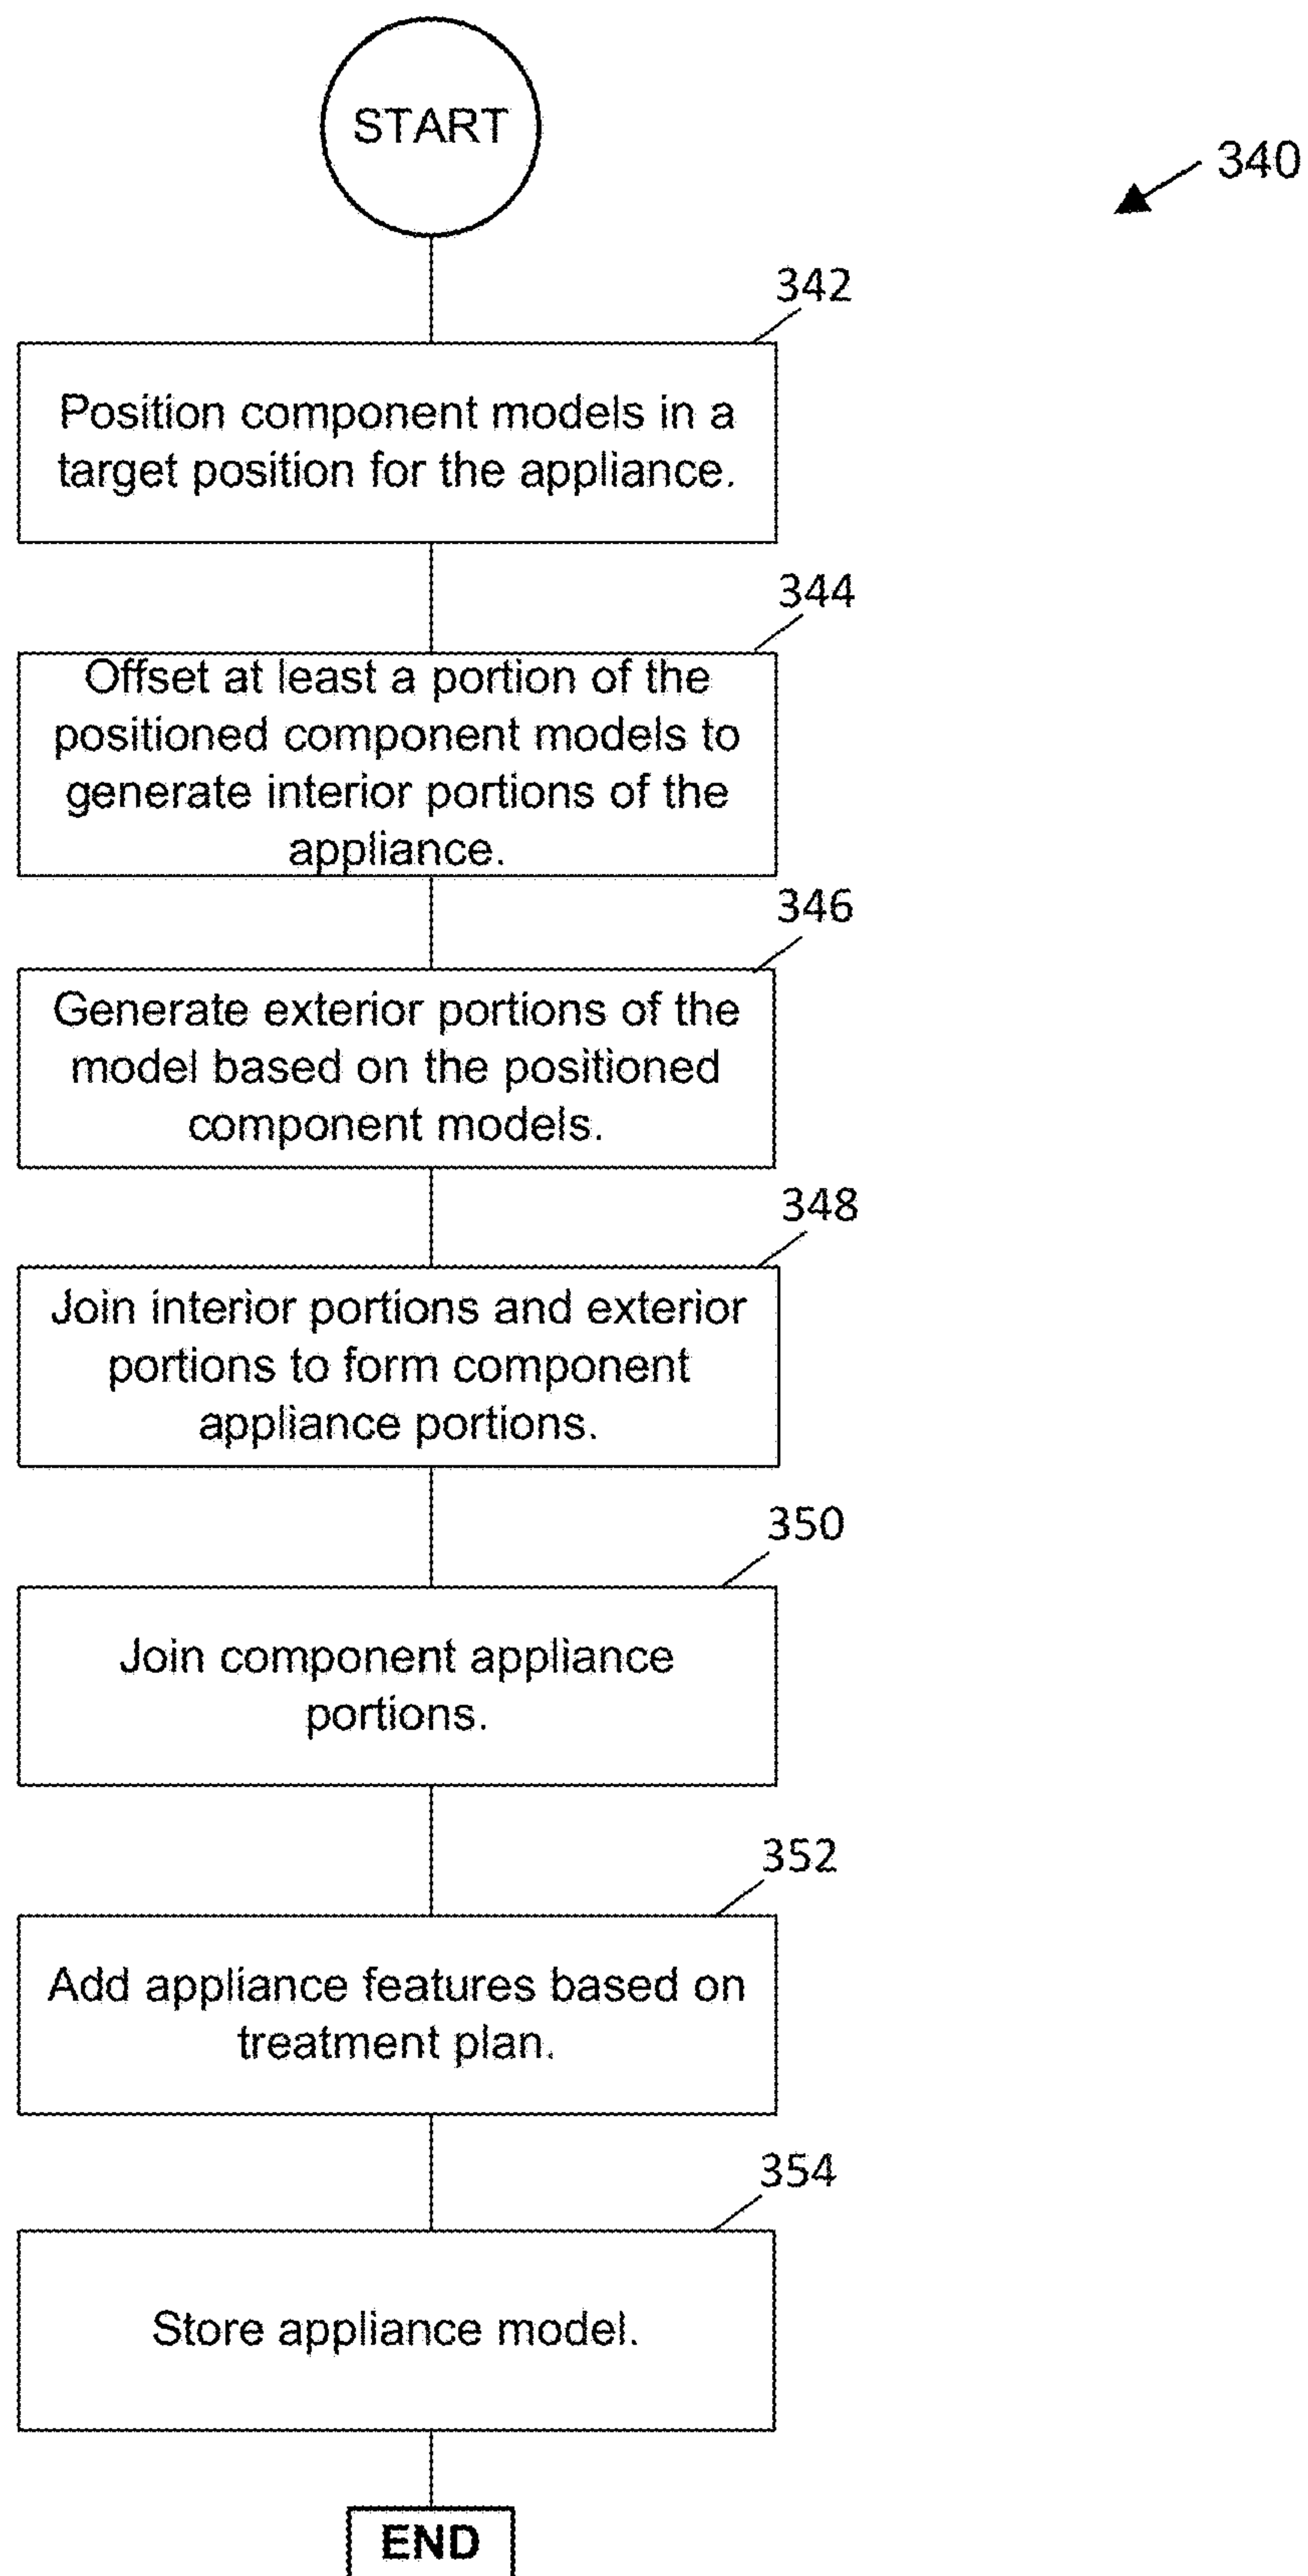 START
340
342
Position component models in a
target position for the appliance.
344
Offset at least a portion of the
positioned component models to
generate interior portions of the
appliance.
346
Generate exterior portions of the
model based on the positioned
component models.
348
Join interior portions and exterior
portions to form component
appliance portions.
350
Join component appliance
portions.
352
Add appliance features based on
treatment plan.
354
Store appliance model.
END